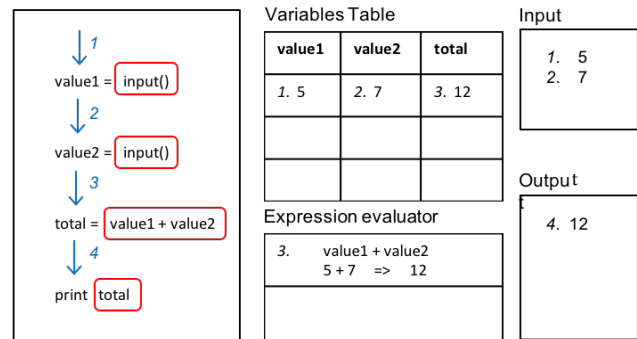 1
value1 = input()
2
value2 = input()
3
total = value1 + value2
4
print total
Variables Table
value1 value2 total
1. 5 2. 7 3. 12
Expression evaluator
3. value1 + value2
5 + 7 => 12
Input
1. 5
2. 7
Output
t
4. 12